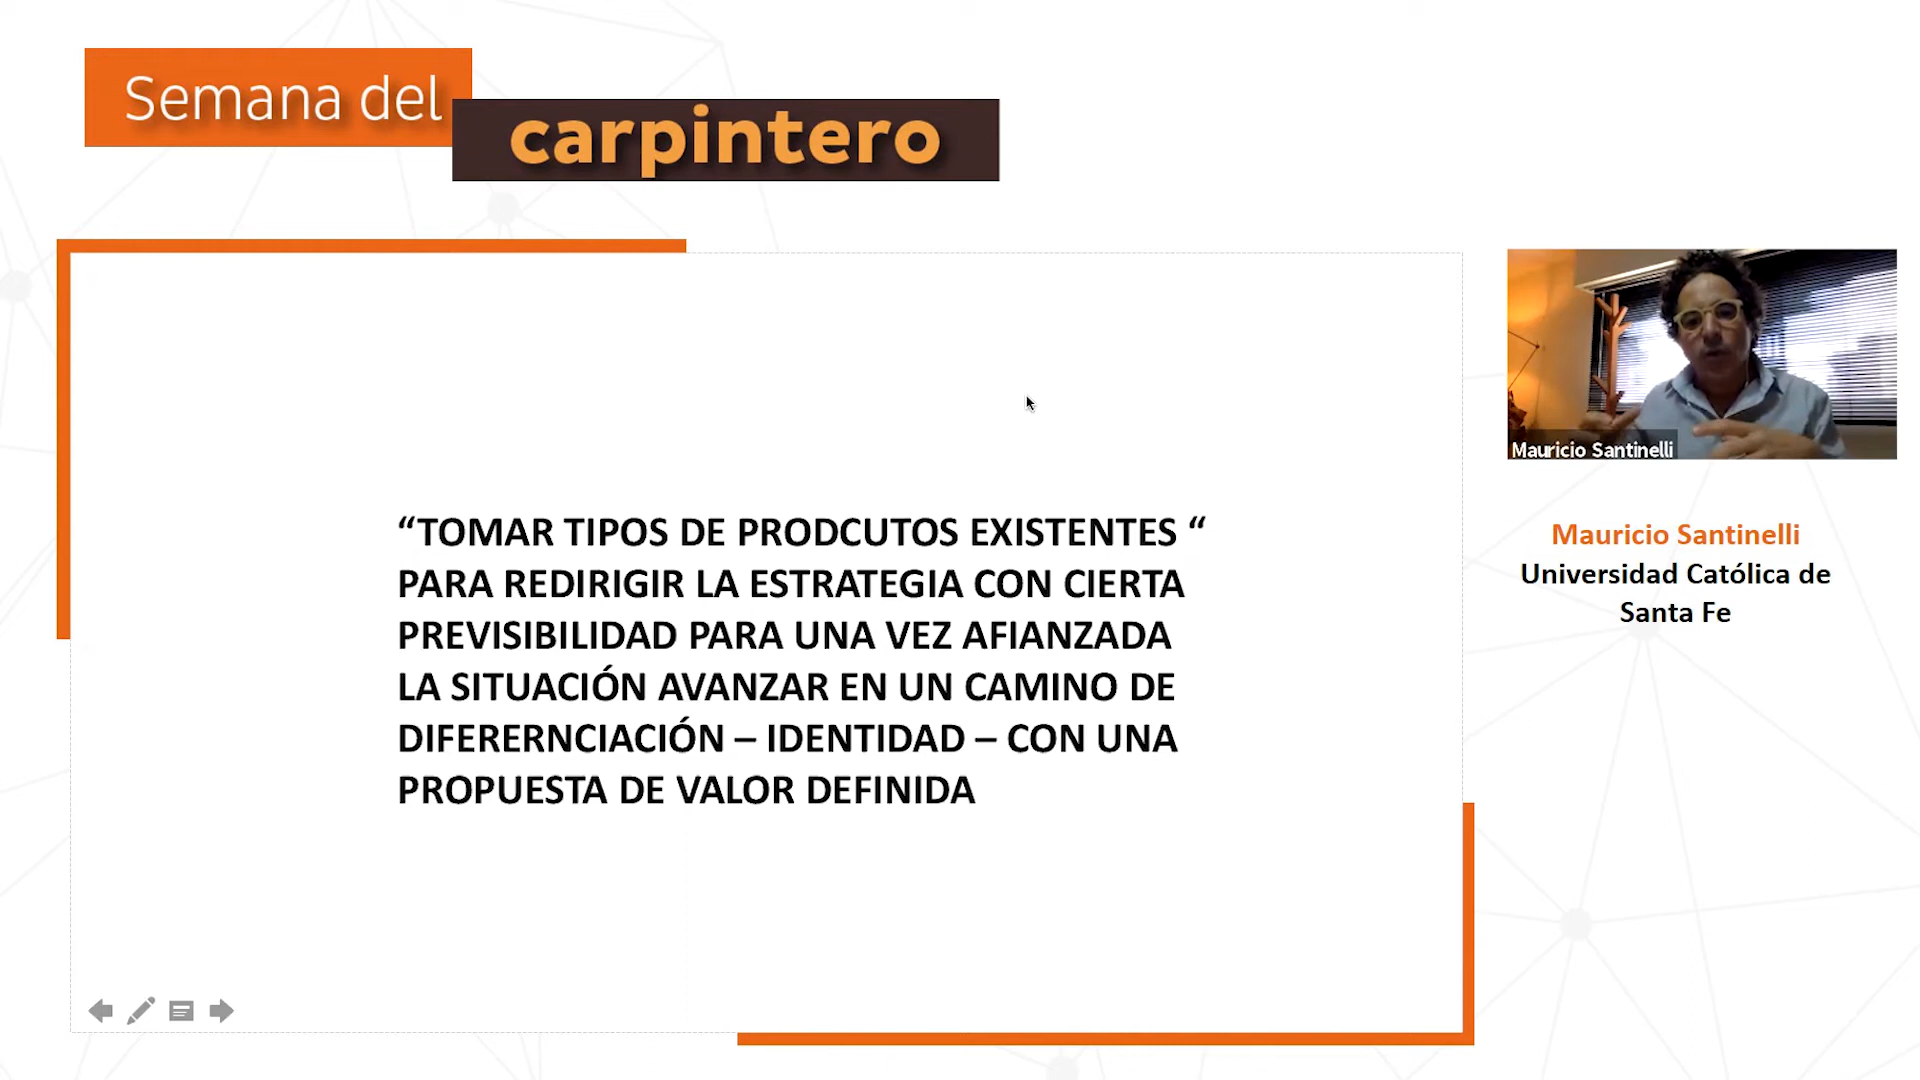 Semana del
carpintero
“TOMAR TIPOS DE PRODCUTOS EXISTENTES “
PARA REDIRIGIR LA ESTRATEGIA CON CIERTA
PREVISIBILIDAD PARA UNA VEZ AFIANZADA
LA SITUACIÓN AVANZAR EN UN CAMINO DE
DIFERERNCIACIÓN – IDENTIDAD – CON UNA
PROPUESTA DE VALOR DEFINIDA
Mauricio Santinelli
Mauricio Santinelli
Universidad Católica de
Santa Fe